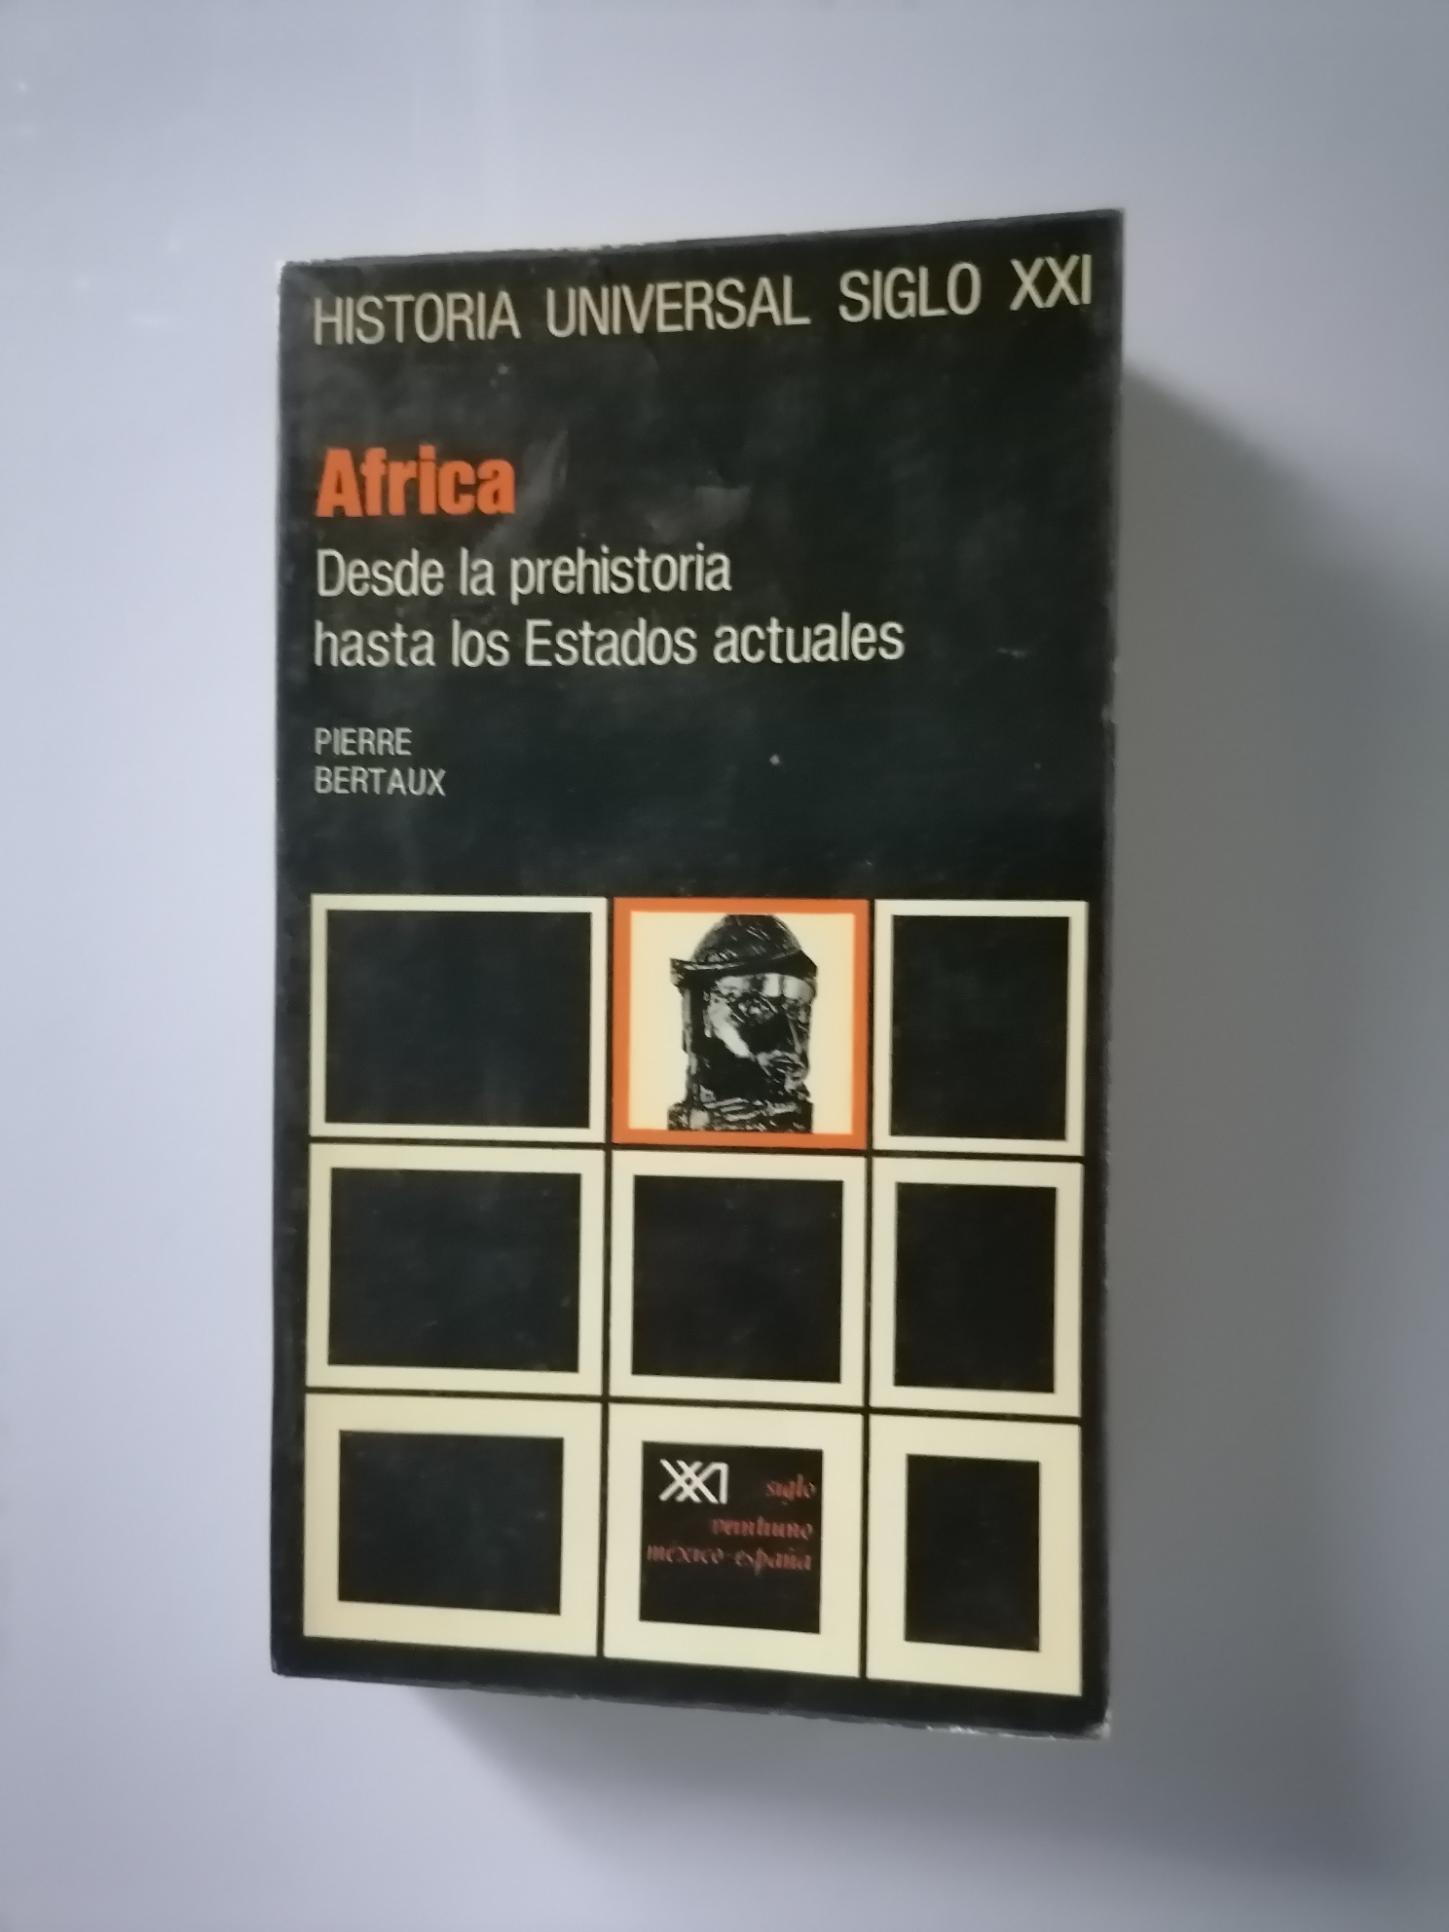 HISTORIA UNIVERSAL SIGLO XXI
Africa
Desde la prehistoria
hasta los Estados actuales
PIERRE
BERTAUX
XXI siglo
veintiuno
méxico-españa